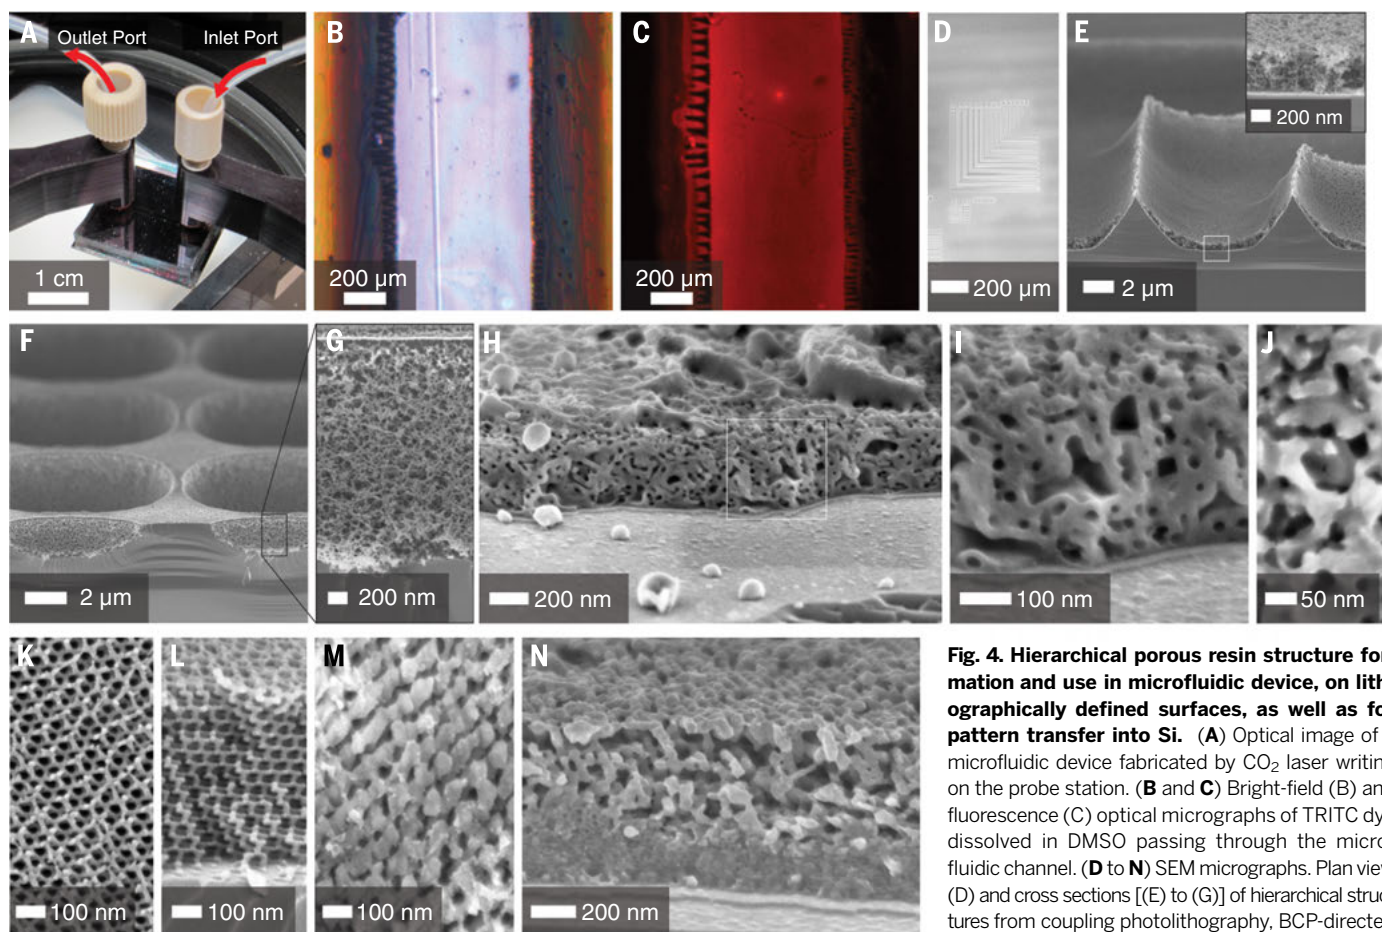 A
Outlet Port
Inlet Port
1 cm
B
200 μm
C
200 μm
D
200 μm
E
200 nm
2 μm
F
2 μm
G
200 nm
H
200 nm
I
100 nm
J
50 nm
K
100 nm
L
100 nm
M
100 nm
N
200 nm
Fig. 4. Hierarchical porous resin structure for-
mation and use in microfluidic device, on lith-
ographically defined surfaces, as well as fo
pattern transfer into Si. (A) Optical image of
microfluidic device fabricated by CO₂ laser writin
on the probe station. (B and C) Bright-field (B) an
fluorescence (C) optical micrographs of TRITC dy
dissolved in DMSO passing through the micro
fluidic channel. (D to N) SEM micrographs. Plan view
(D) and cross sections [(E) to (G)] of hierarchical struc
tures from coupling photolithography, BCP-directe